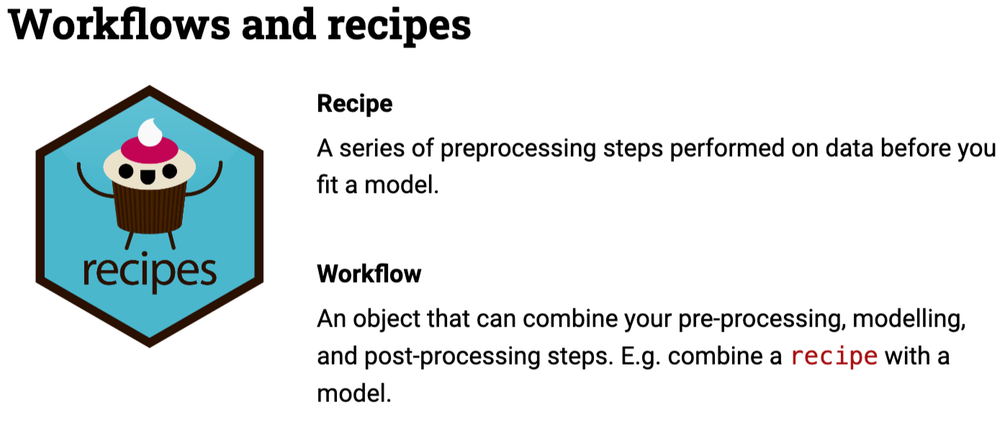 Workflows and recipes
recipes
Recipe
A series of preprocessing steps performed on data before you
fit a model.
Workflow
An object that can combine your pre-processing, modelling,
and post-processing steps. E.g. combine a recipe with a
model.